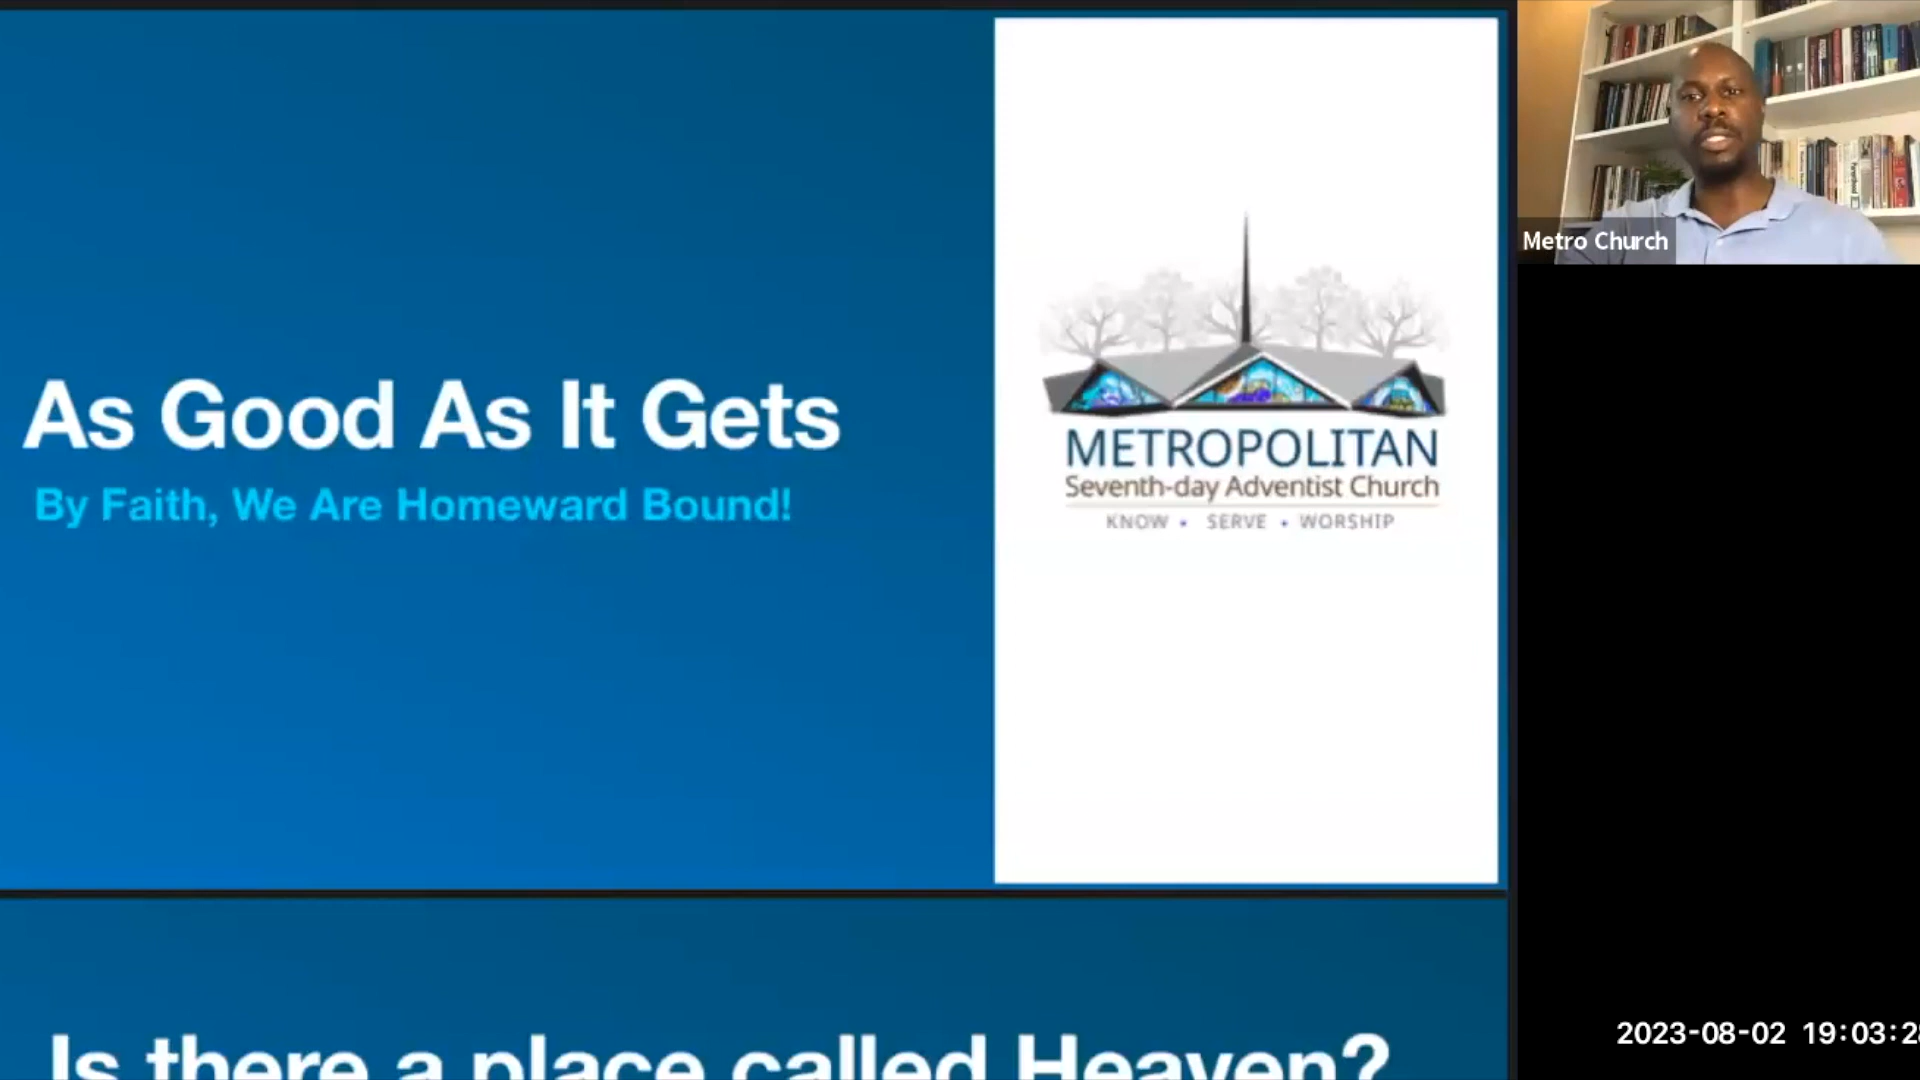 As Good As It Gets
By Faith, We Are Homeward Bound!
METROPOLITAN
Seventh-day Adventist Church
KNOW • SERVE • WORSHIP
Metro Church
Is there a place called Heaven?
2023-08-02 19:03:28